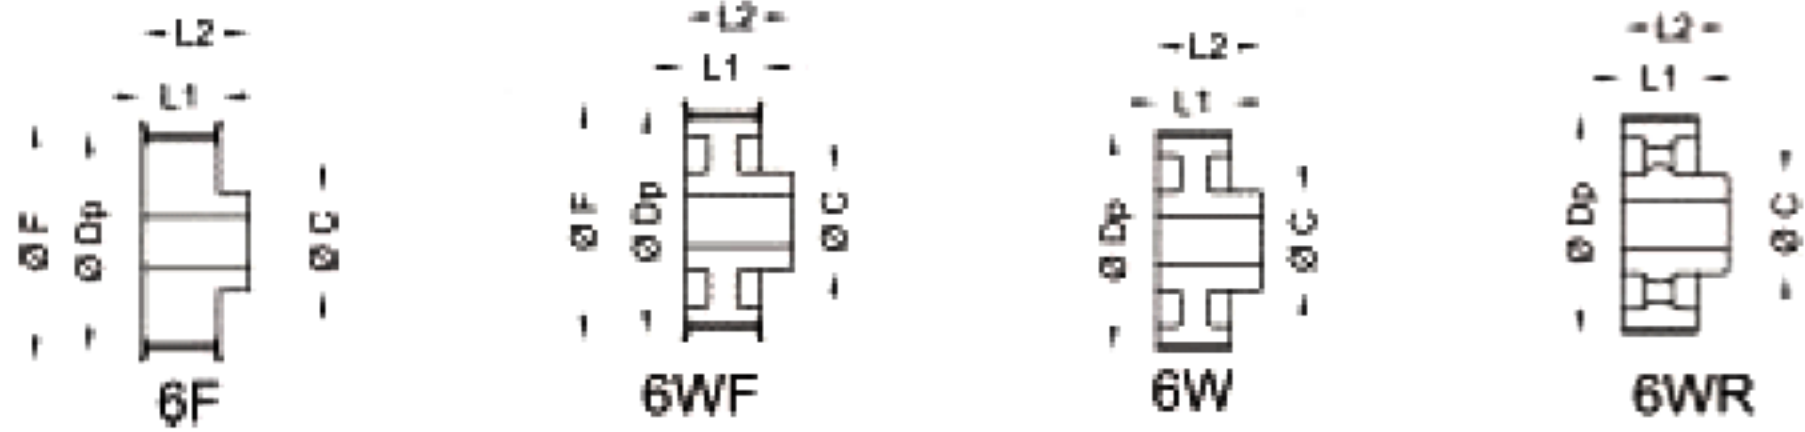 L2
L1
Ø F
Ø Dp
Ø C
6F
L2
L1
Ø F
Ø Dp
Ø C
6WF
L2
L1
Ø Dp
Ø C
6W
L2
L1
Ø Dp
Ø C
6WR